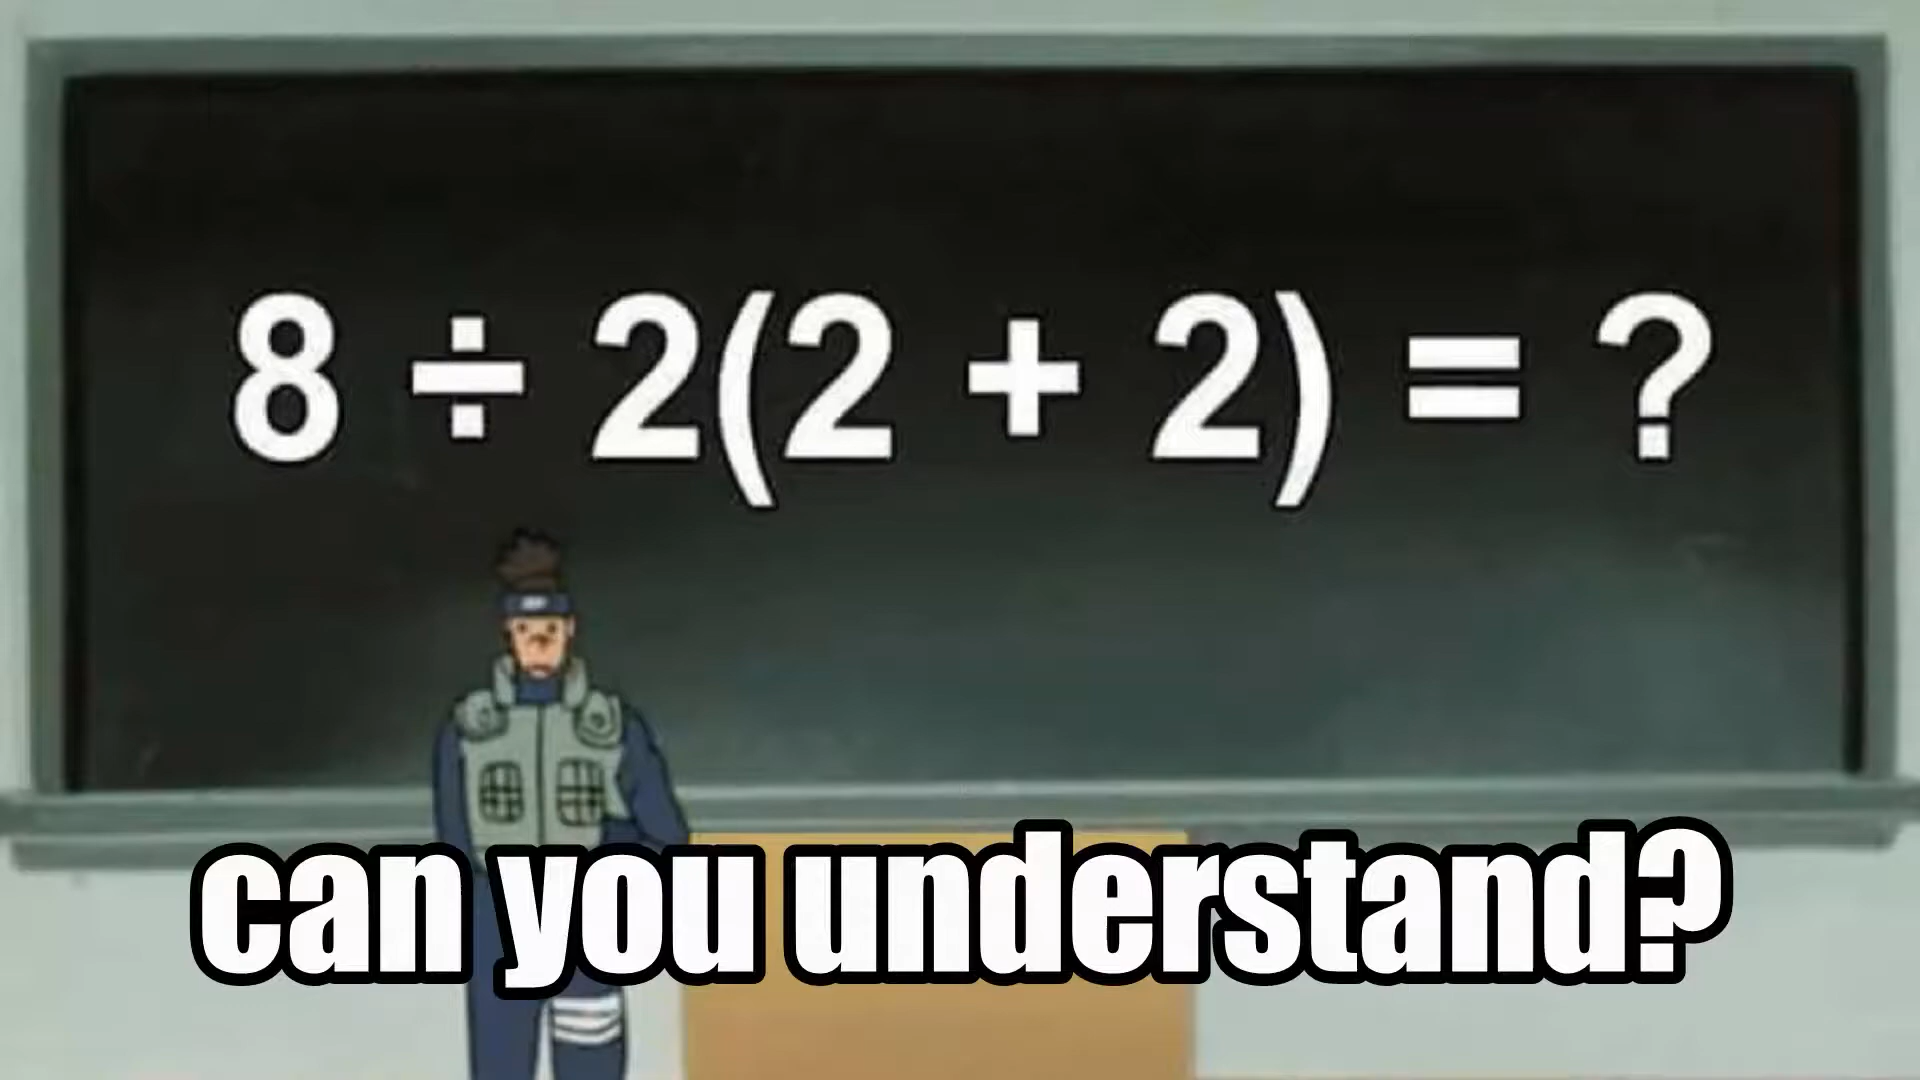 8 ÷ 2(2 + 2) = ?
can you understand?